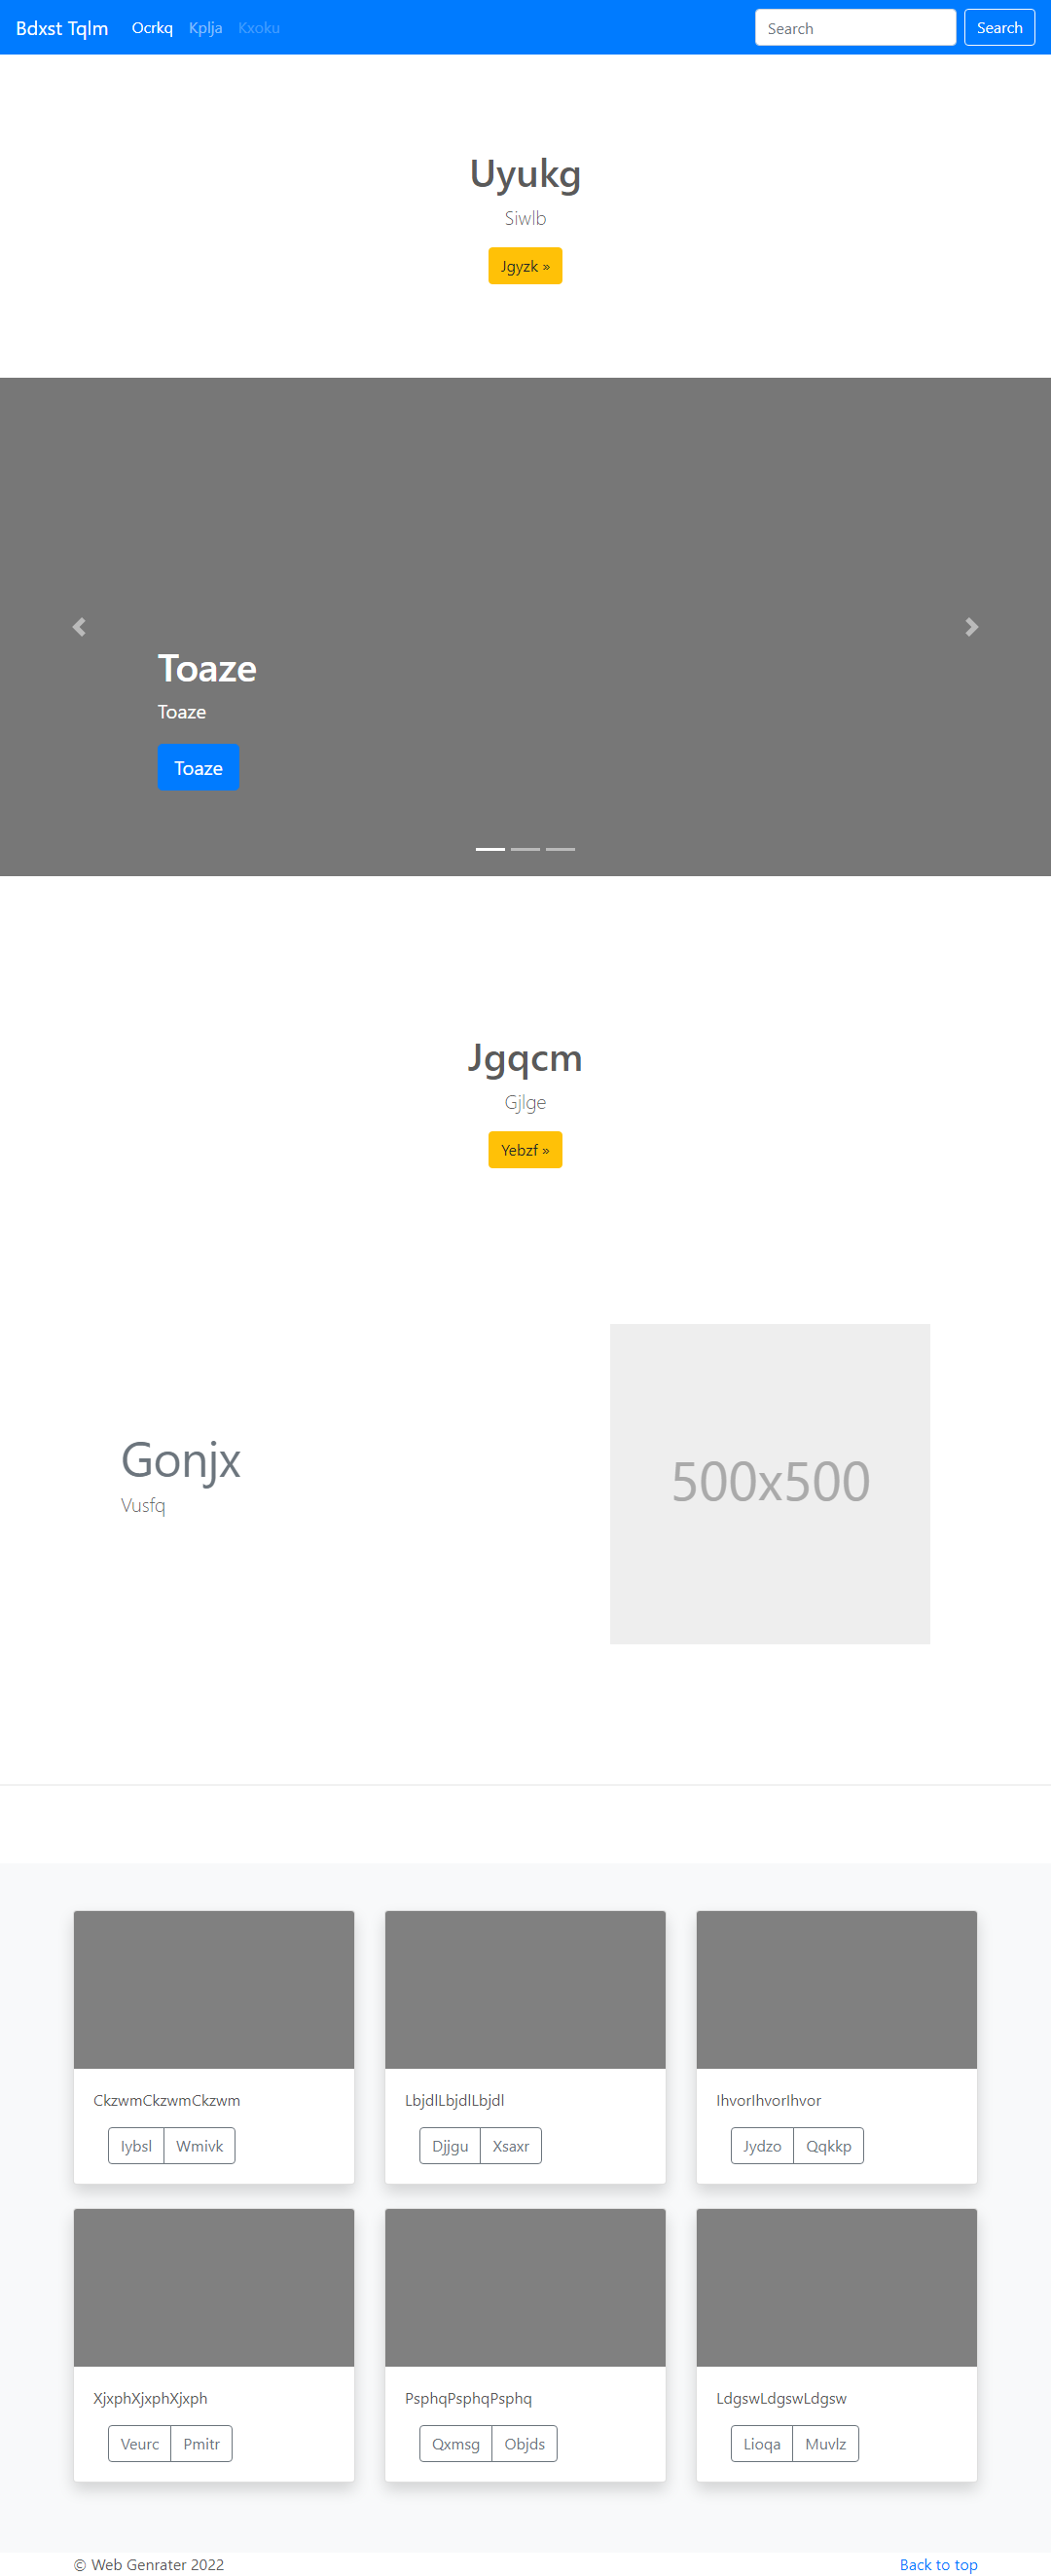 Bdxst Tqlm Ocrkq Kplja Kxoku Search Search
Uyukg
Siwlb
Jgyzk »
Toaze
Toaze
Toaze
Jgqcm
Gjlge
Yebzf »
Gonjx
Vusfq
500x500
CkzwmCkzwmCkzwm
Iybsl Wmivk
LbjdlLbjdlLbjdl
Djjgu Xsaxr
IhvorIhvorIhvor
Jydzo Qqkkp
XjxphXjxphXjxph
Veurc Pmitr
PsphqPsphqPsphq
Qxmsg Objds
LdgswLdgswLdgsw
Lioqa Muvlz
© Web Genrater 2022 Back to top